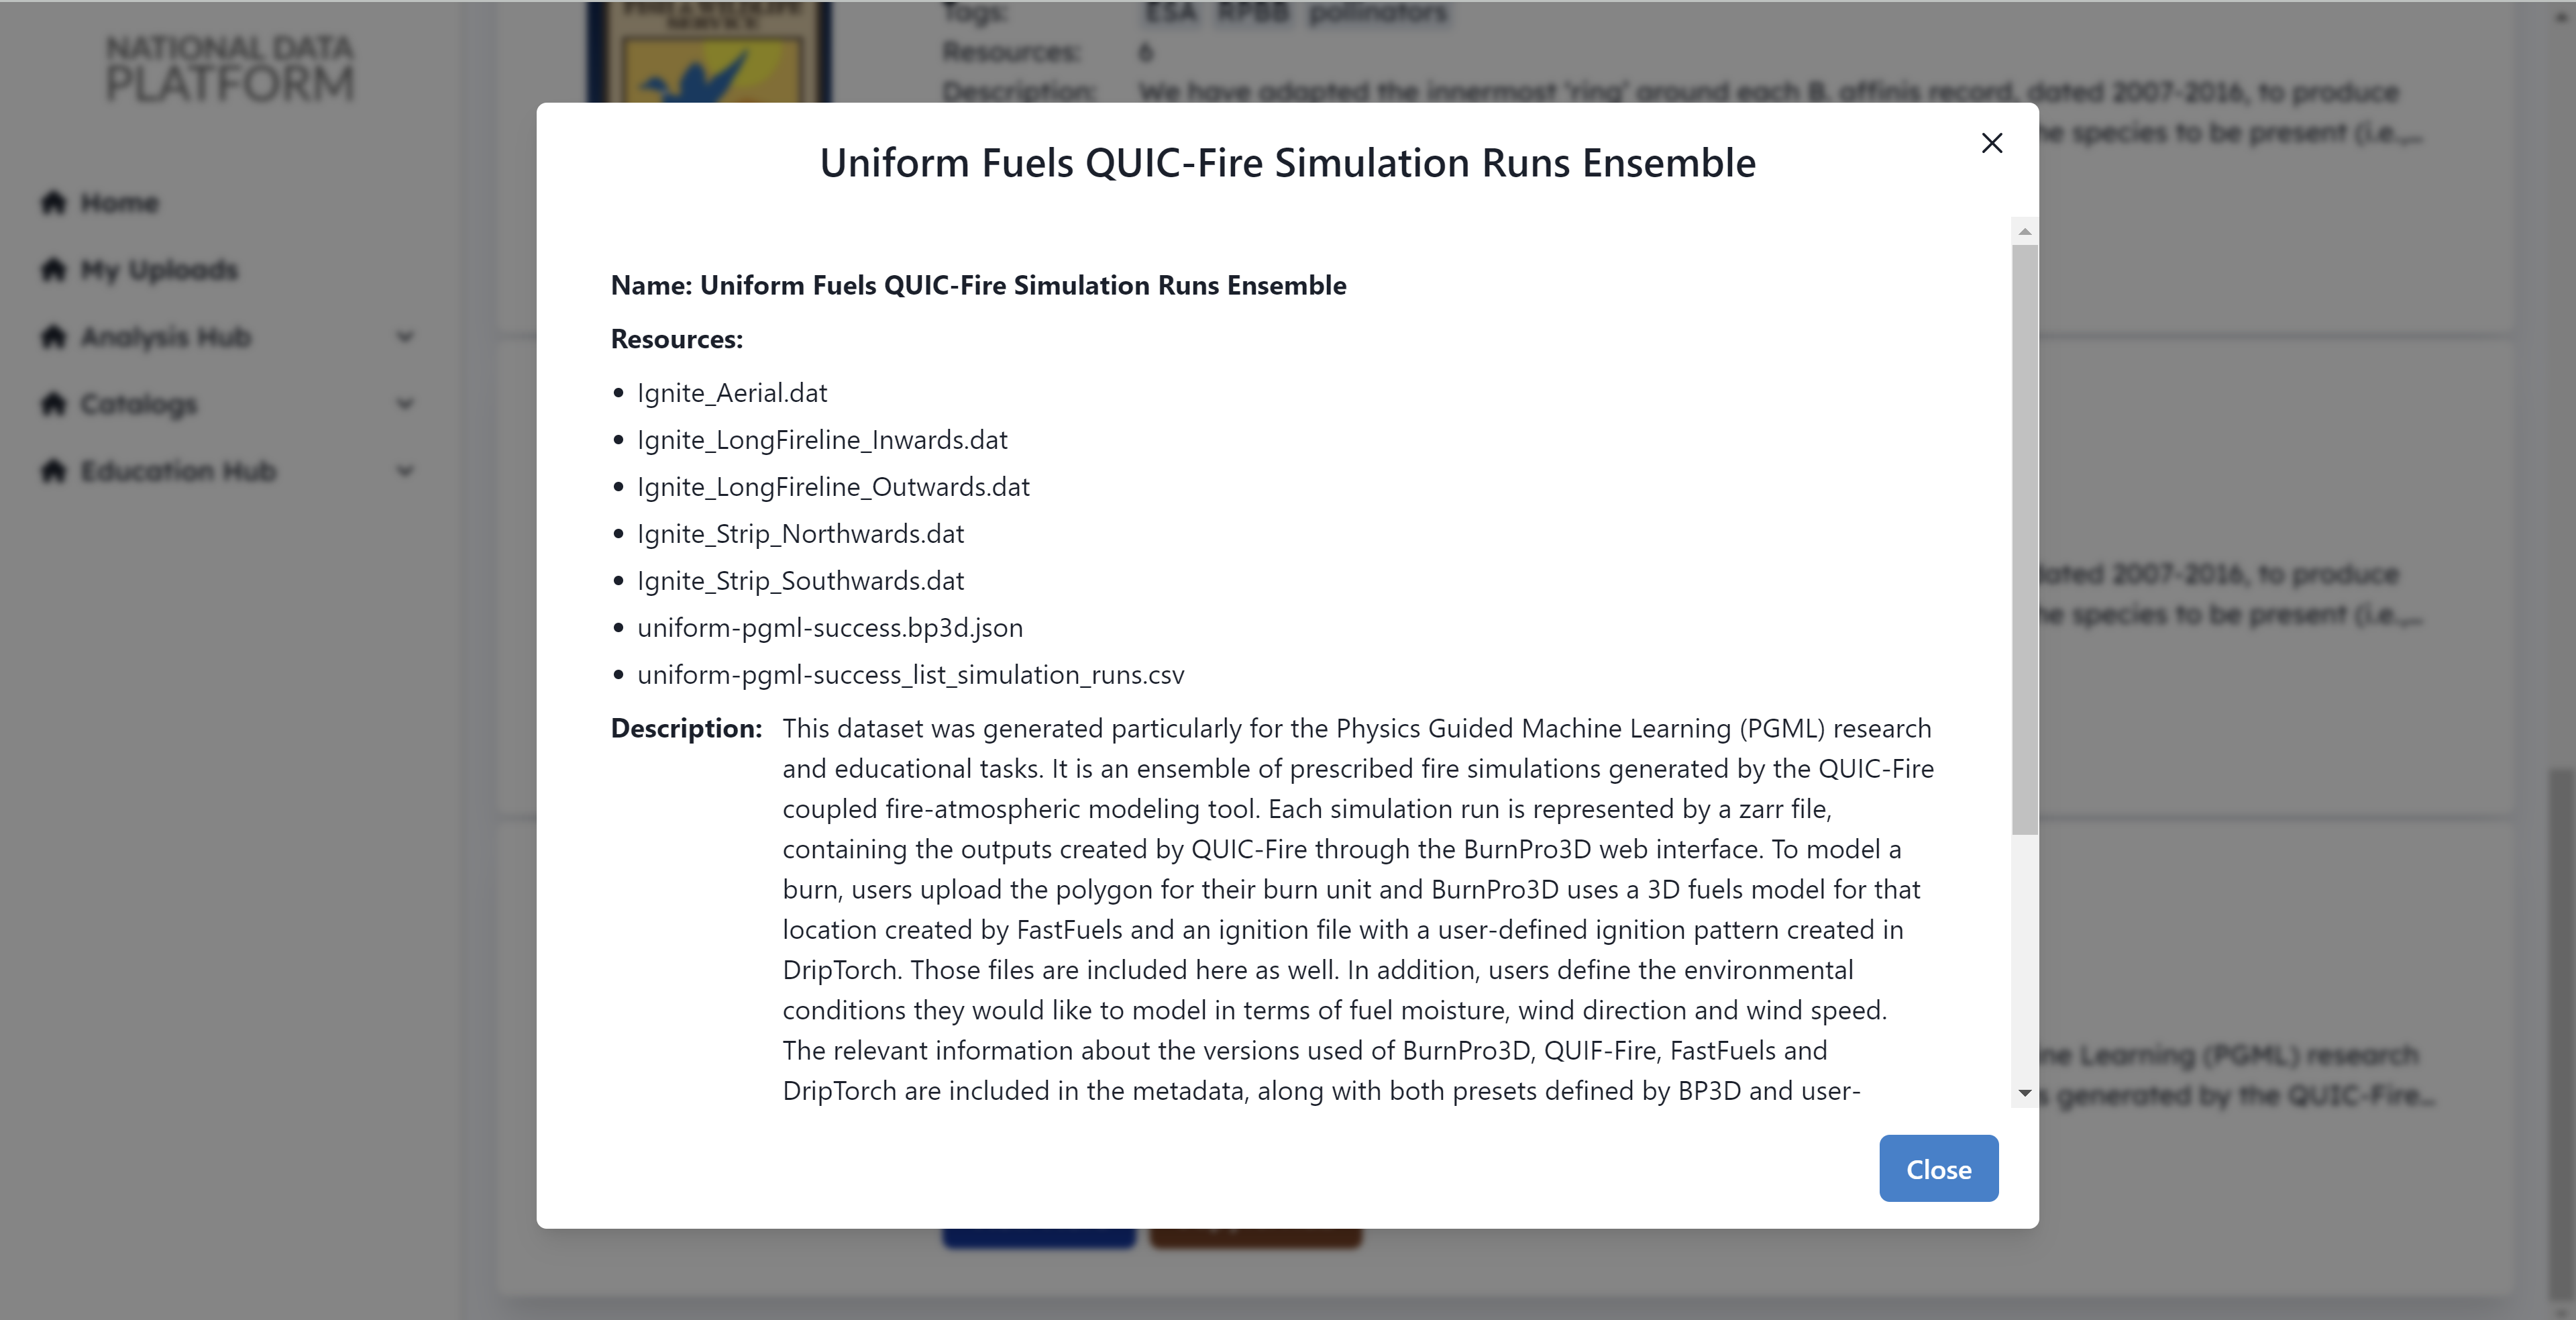 NATIONAL DATA
PLATFORM
Home
My Uploads
Analysis Hub
Catalogs
Education Hub
FISH & WILDLIFE
SERVICE
Tags: ESA RPBB pollinators
Resources: 6
Description: We have adapted the innermost 'ring' around each B. affinis record, dated 2007-2016, to produce
he species to be present (i.e.,...
Uniform Fuels QUIC-Fire Simulation Runs Ensemble
Name: Uniform Fuels QUIC-Fire Simulation Runs Ensemble
Resources:
• Ignite_Aerial.dat
• Ignite_LongFireline_Inwards.dat
• Ignite_LongFireline_Outwards.dat
• Ignite_Strip_Northwards.dat
• Ignite_Strip_Southwards.dat
• uniform-pgml-success.bp3d.json
• uniform-pgml-success_list_simulation_runs.csv
Description: This dataset was generated particularly for the Physics Guided Machine Learning (PGML) research
and educational tasks. It is an ensemble of prescribed fire simulations generated by the QUIC-Fire
coupled fire-atmospheric modeling tool. Each simulation run is represented by a zarr file,
containing the outputs created by QUIC-Fire through the BurnPro3D web interface. To model a
burn, users upload the polygon for their burn unit and BurnPro3D uses a 3D fuels model for that
location created by FastFuels and an ignition file with a user-defined ignition pattern created in
DripTorch. Those files are included here as well. In addition, users define the environmental
conditions they would like to model in terms of fuel moisture, wind direction and wind speed.
The relevant information about the versions used of BurnPro3D, QUIF-Fire, FastFuels and
DripTorch are included in the metadata, along with both presets defined by BP3D and user-
Close
dated 2007-2016, to produce
he species to be present (i.e.,...
ne Learning (PGML) research
s generated by the QUIC-Fire...